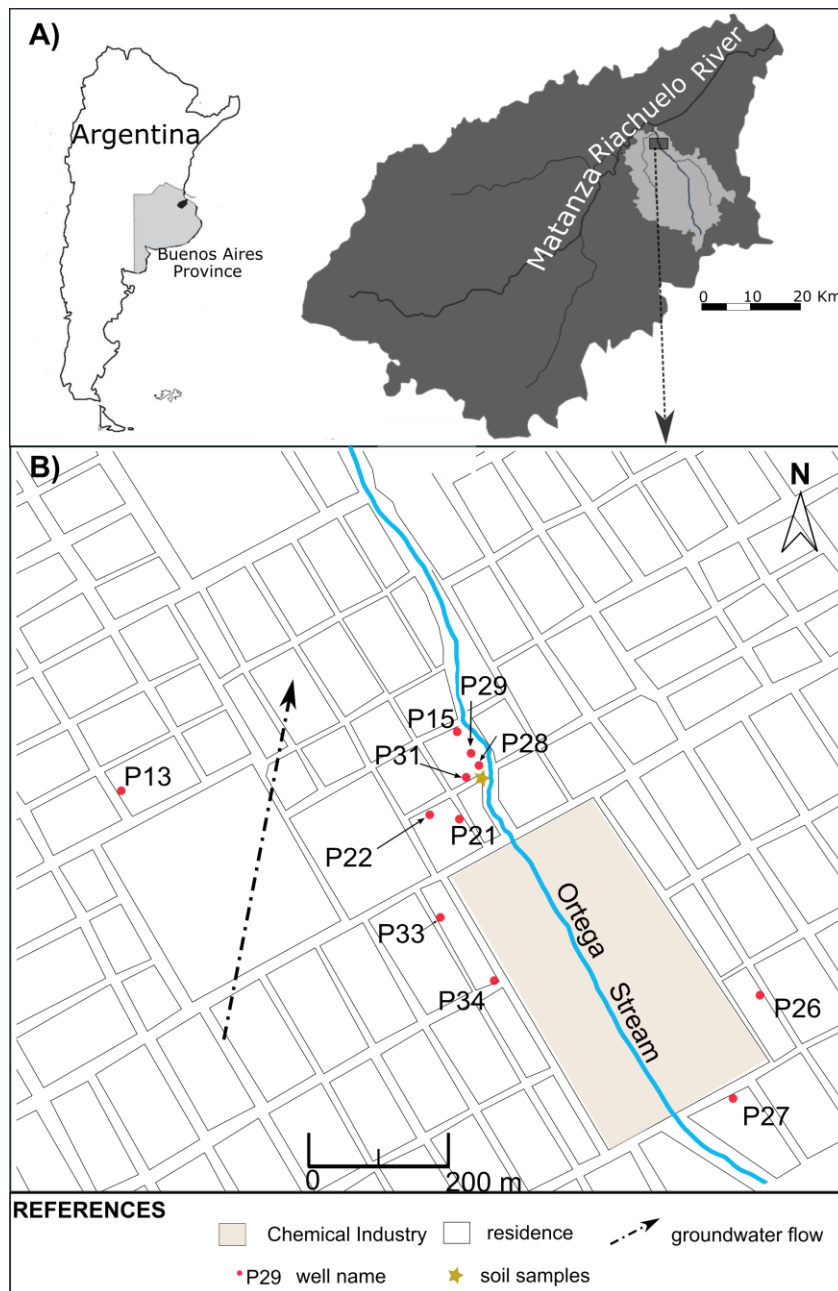 A)
Argentina
Buenos Aires
Province
Matanza Riachuelo River
0 10 20 Km
B)
N
P29
P15
P28
P31
P13
P22
P21
P33
P34
P26
P27
Ortega Stream
0 200 m
REFERENCES
Chemical Industry
residence
groundwater flow
P29 well name
soil samples